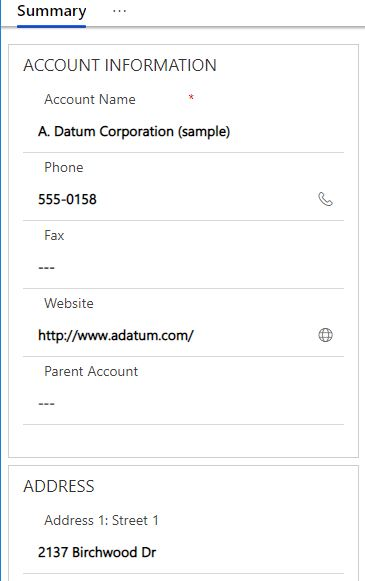 Summary ...
ACCOUNT INFORMATION
Account Name *
A. Datum Corporation (sample)
Phone
555-0158
Fax
---
Website
http://www.adatum.com/
Parent Account
---
ADDRESS
Address 1: Street 1
2137 Birchwood Dr